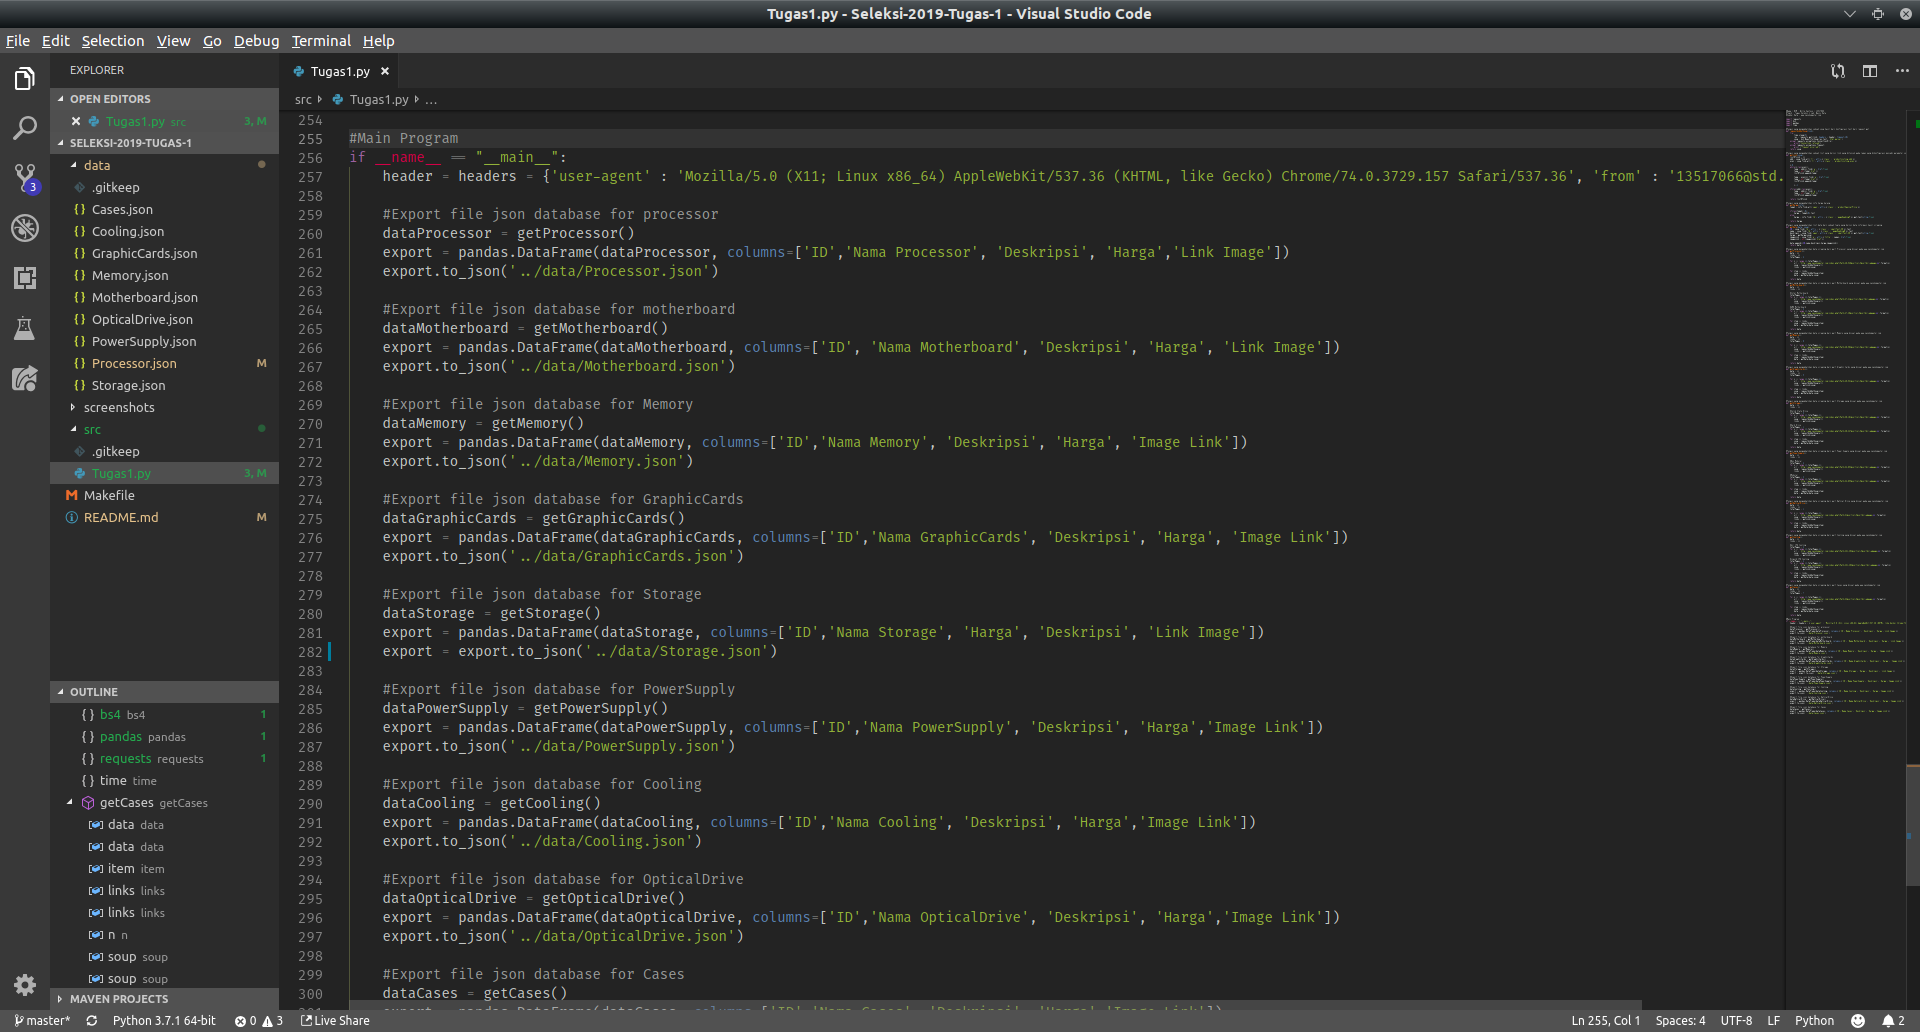 Tugas1.py - Seleksi-2019-Tugas-1 - Visual Studio Code
File Edit Selection View Go Debug Terminal Help
EXPLORER
OPEN EDITORS
Tugas1.py src 3, M
SELEKSI-2019-TUGAS-1
data
.gitkeep
Cases.json
Cooling.json
GraphicCards.json
Memory.json
Motherboard.json
OpticalDrive.json
PowerSupply.json
Processor.json M
Storage.json
screenshots
src
.gitkeep
Tugas1.py 3, M
Makefile
README.md M
OUTLINE
bs4 bs4 1
pandas pandas 1
requests requests 1
time time
getCases getCases
data data
data data
item item
links links
links links
n n
soup soup
soup soup
MAVEN PROJECTS
3
Tugas1.py
src Tugas1.py ...
254
255 #Main Program
256 if __name__ == "__main__":
257 header = headers = {'user-agent' : 'Mozilla/5.0 (X11; Linux x86_64) AppleWebKit/537.36 (KHTML, like Gecko) Chrome/74.0.3729.157 Safari/537.36', 'from' : '13517066@std.
258
259 #Export file json database for processor
260 dataProcessor = getProcessor()
261 export = pandas.DataFrame(dataProcessor, columns=['ID','Nama Processor', 'Deskripsi', 'Harga','Link Image'])
262 export.to_json('../data/Processor.json')
263
264 #Export file json database for motherboard
265 dataMotherboard = getMotherboard()
266 export = pandas.DataFrame(dataMotherboard, columns=['ID', 'Nama Motherboard', 'Deskripsi', 'Harga', 'Link Image'])
267 export.to_json('../data/Motherboard.json')
268
269 #Export file json database for Memory
270 dataMemory = getMemory()
271 export = pandas.DataFrame(dataMemory, columns=['ID','Nama Memory', 'Deskripsi', 'Harga', 'Image Link'])
272 export.to_json('../data/Memory.json')
273
274 #Export file json database for GraphicCards
275 dataGraphicCards = getGraphicCards()
276 export = pandas.DataFrame(dataGraphicCards, columns=['ID','Nama GraphicCards', 'Deskripsi', 'Harga', 'Image Link'])
277 export.to_json('../data/GraphicCards.json')
278
279 #Export file json database for Storage
280 dataStorage = getStorage()
281 export = pandas.DataFrame(dataStorage, columns=['ID','Nama Storage', 'Harga', 'Deskripsi', 'Link Image'])
282 export = export.to_json('../data/Storage.json')
283
284 #Export file json database for PowerSupply
285 dataPowerSupply = getPowerSupply()
286 export = pandas.DataFrame(dataPowerSupply, columns=['ID','Nama PowerSupply', 'Deskripsi', 'Harga','Image Link'])
287 export.to_json('../data/PowerSupply.json')
288
289 #Export file json database for Cooling
290 dataCooling = getCooling()
291 export = pandas.DataFrame(dataCooling, columns=['ID','Nama Cooling', 'Deskripsi', 'Harga','Image Link'])
292 export.to_json('../data/Cooling.json')
293
294 #Export file json database for OpticalDrive
295 dataOpticalDrive = getOpticalDrive()
296 export = pandas.DataFrame(dataOpticalDrive, columns=['ID','Nama OpticalDrive', 'Deskripsi', 'Harga','Image Link'])
297 export.to_json('../data/OpticalDrive.json')
298
299 #Export file json database for Cases
300 dataCases = getCases()
master* Python 3.7.1 64-bit 0 3 Live Share Ln 255, Col 1 Spaces: 4 UTF-8 LF Python 2